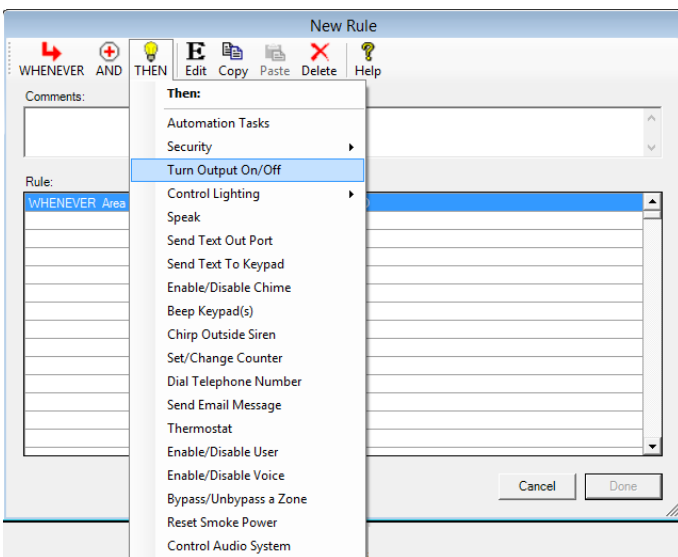 New Rule
WHENEVER AND THEN E Edit Copy Paste Delete ? Help
Comments:
Then:
Automation Tasks
Security
Turn Output On/Off
Rule:
Control Lighting
WHENEVER Area
Speak
Send Text Out Port
Send Text To Keypad
Enable/Disable Chime
Beep Keypad(s)
Chirp Outside Siren
Set/Change Counter
Dial Telephone Number
Send Email Message
Thermostat
Enable/Disable User
Enable/Disable Voice
Cancel Done
Bypass/Unbypass a Zone
Reset Smoke Power
Control Audio System